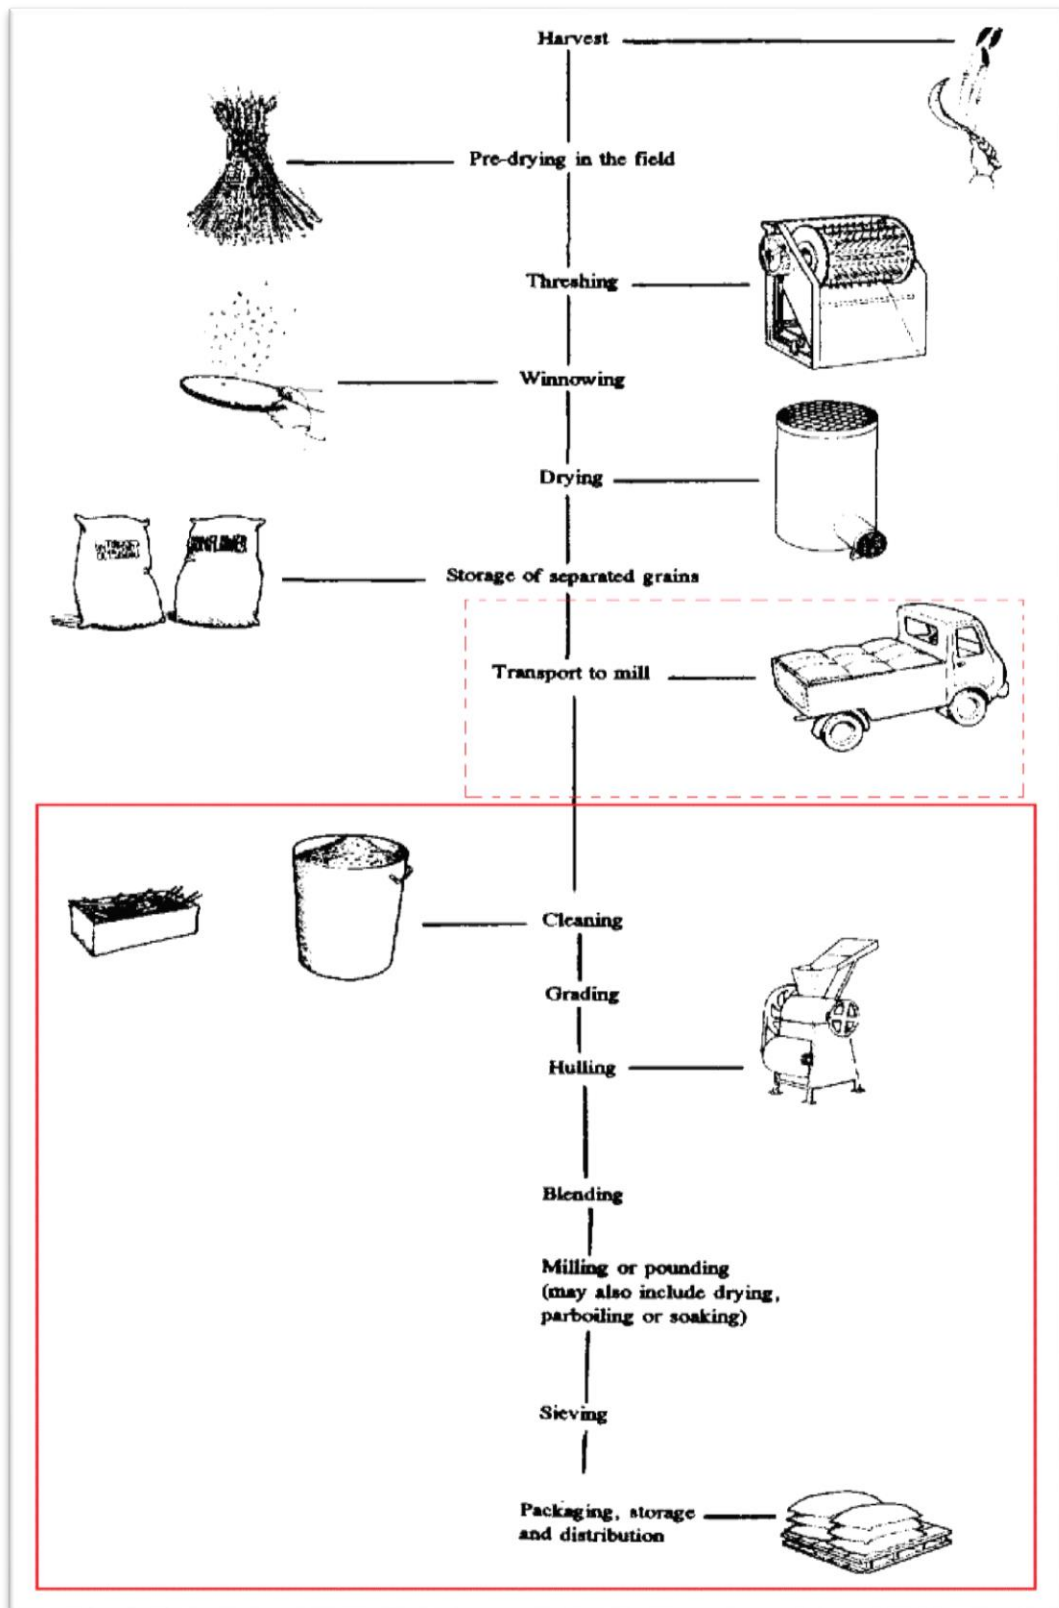 Harvest
Pre-drying in the field
Threshing
Winnowing
Drying
SUNFLOWER
Storage of separated grains
Transport to mill
Cleaning
Grading
Hulling
Blending
Milling or pounding
(may also include drying,
parboiling or soaking)
Sieving
Packaging, storage
and distribution